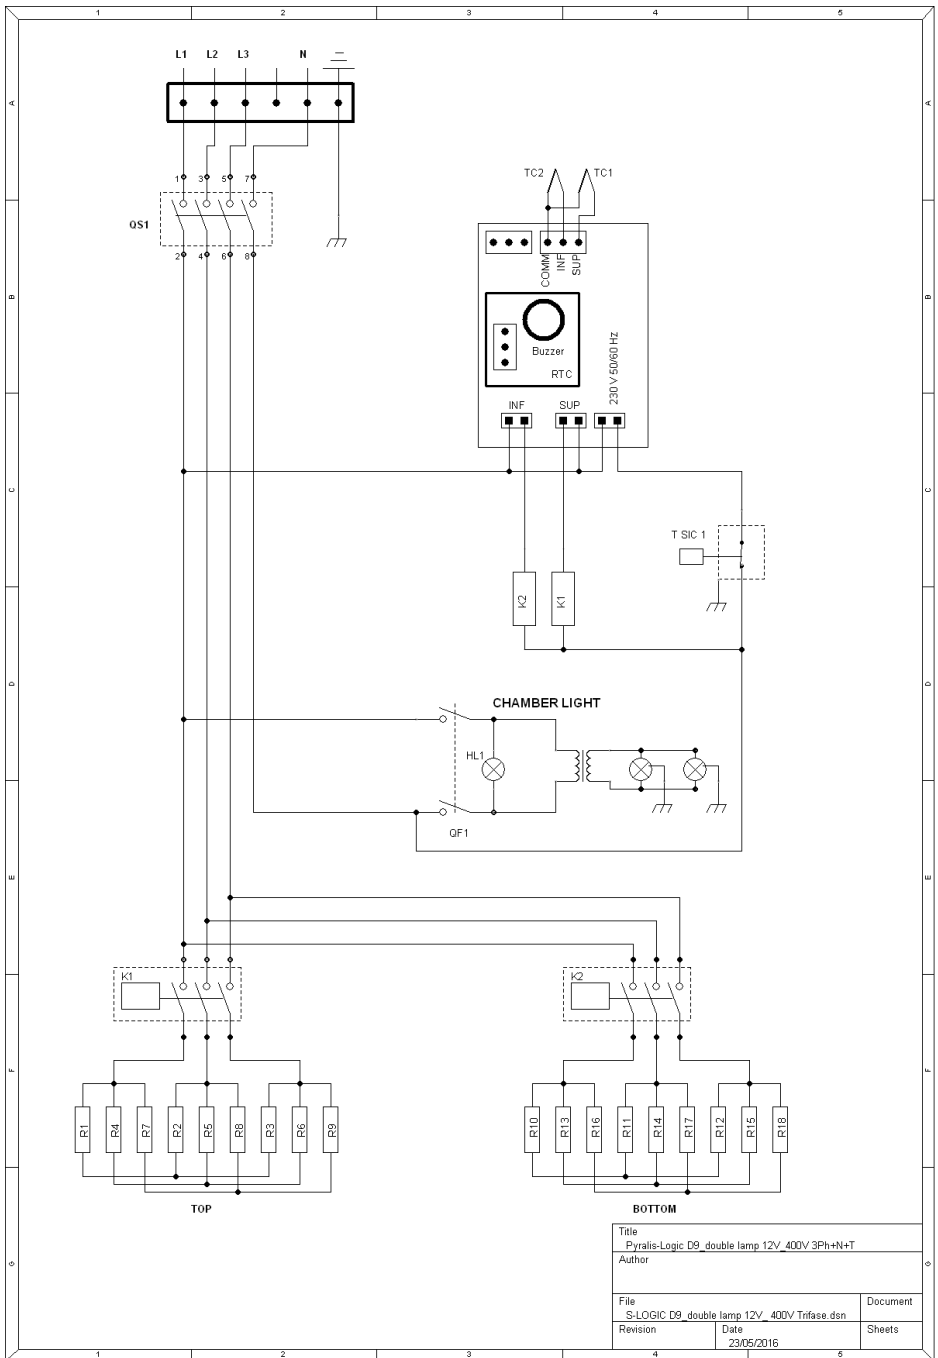 1 2 3 4 5
L1 L2 L3 N
A A
1 3 5 7
TC2 TC1
QS1
2 4 6 8
COMM INF SUP
B B
Buzzer
RTC
230 V 50/60 Hz
INF SUP
C C
T SIC 1
K2 K1
D D
CHAMBER LIGHT
HL1
QF1
E E
K1 K2
F F
R1 R4 R7 R2 R5 R8 R3 R6 R9
R10 R13 R16 R11 R14 R17 R12 R15 R18
TOP BOTTOM
G G
Title
Pyralis-Logic D9_double lamp 12V_400V 3Ph+N+T
Author
File Document
S-LOGIC D9_double lamp 12V_ 400V Trifase.dsn
Revision Date Sheets
23/05/2016
1 2 3 4 5